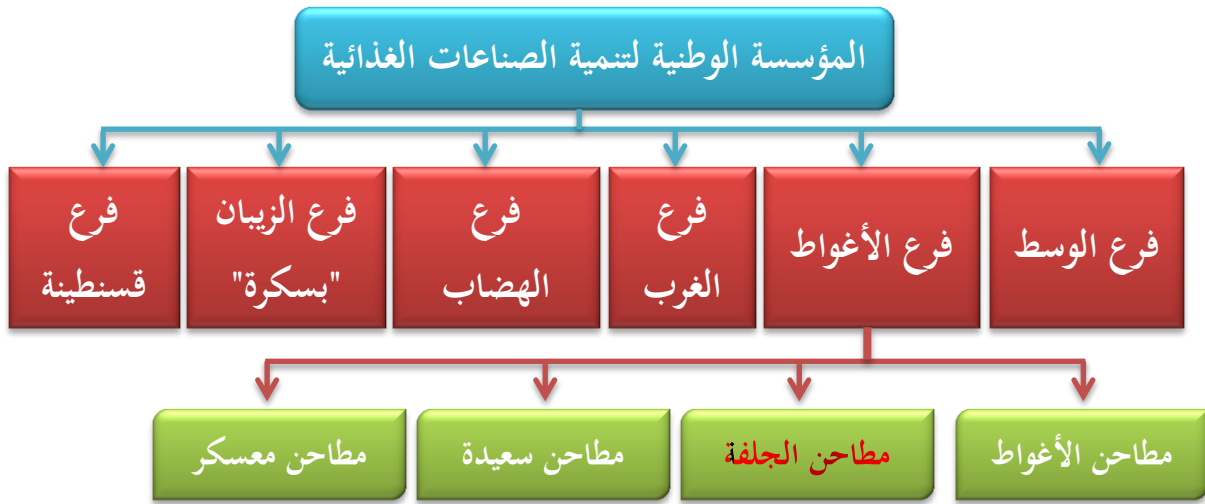 المؤسسة الوطنية لتنمية الصناعات الغذائية
فرع الوسط
فرع الأغواط
فرع
الغرب
فرع
الهضاب
فرع الزيبان
"بسكرة"
فرع
قسنطينة
مطاحن الأغواط
مطاحن الجلفة
مطاحن سعيدة
مطاحن معسكر